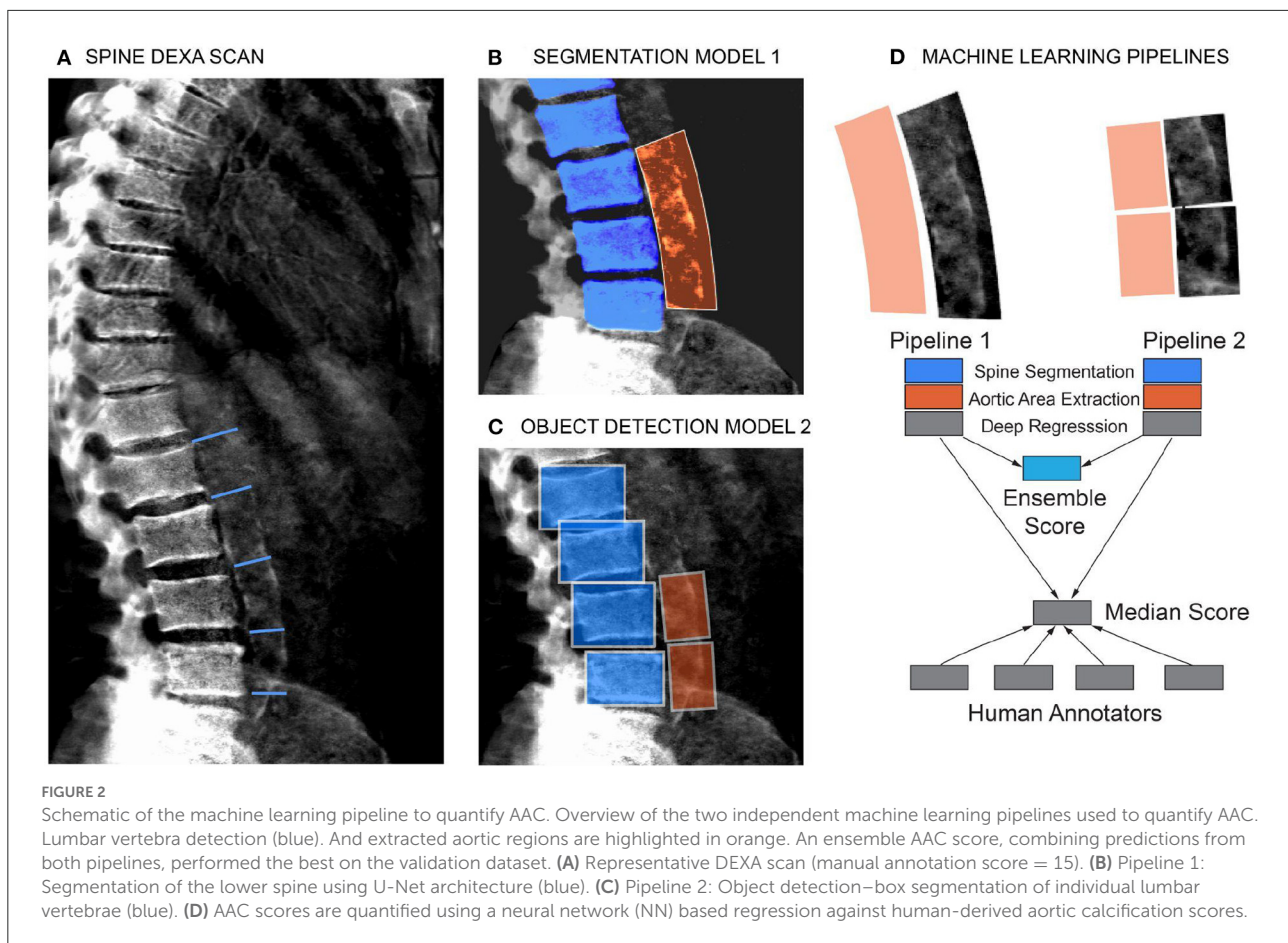 A SPINE DEXA SCAN
B SEGMENTATION MODEL 1
C OBJECT DETECTION MODEL 2
D MACHINE LEARNING PIPELINES
Pipeline 1
Pipeline 2
Spine Segmentation
Aortic Area Extraction
Deep Regresssion
Ensemble
Score
Median Score
Human Annotators
FIGURE 2
Schematic of the machine learning pipeline to quantify AAC. Overview of the two independent machine learning pipelines used to quantify AAC.
Lumbar vertebra detection (blue). And extracted aortic regions are highlighted in orange. An ensemble AAC score, combining predictions from
both pipelines, performed the best on the validation dataset. (A) Representative DEXA scan (manual annotation score = 15). (B) Pipeline 1:
Segmentation of the lower spine using U-Net architecture (blue). (C) Pipeline 2: Object detection–box segmentation of individual lumbar
vertebrae (blue). (D) AAC scores are quantified using a neural network (NN) based regression against human-derived aortic calcification scores.